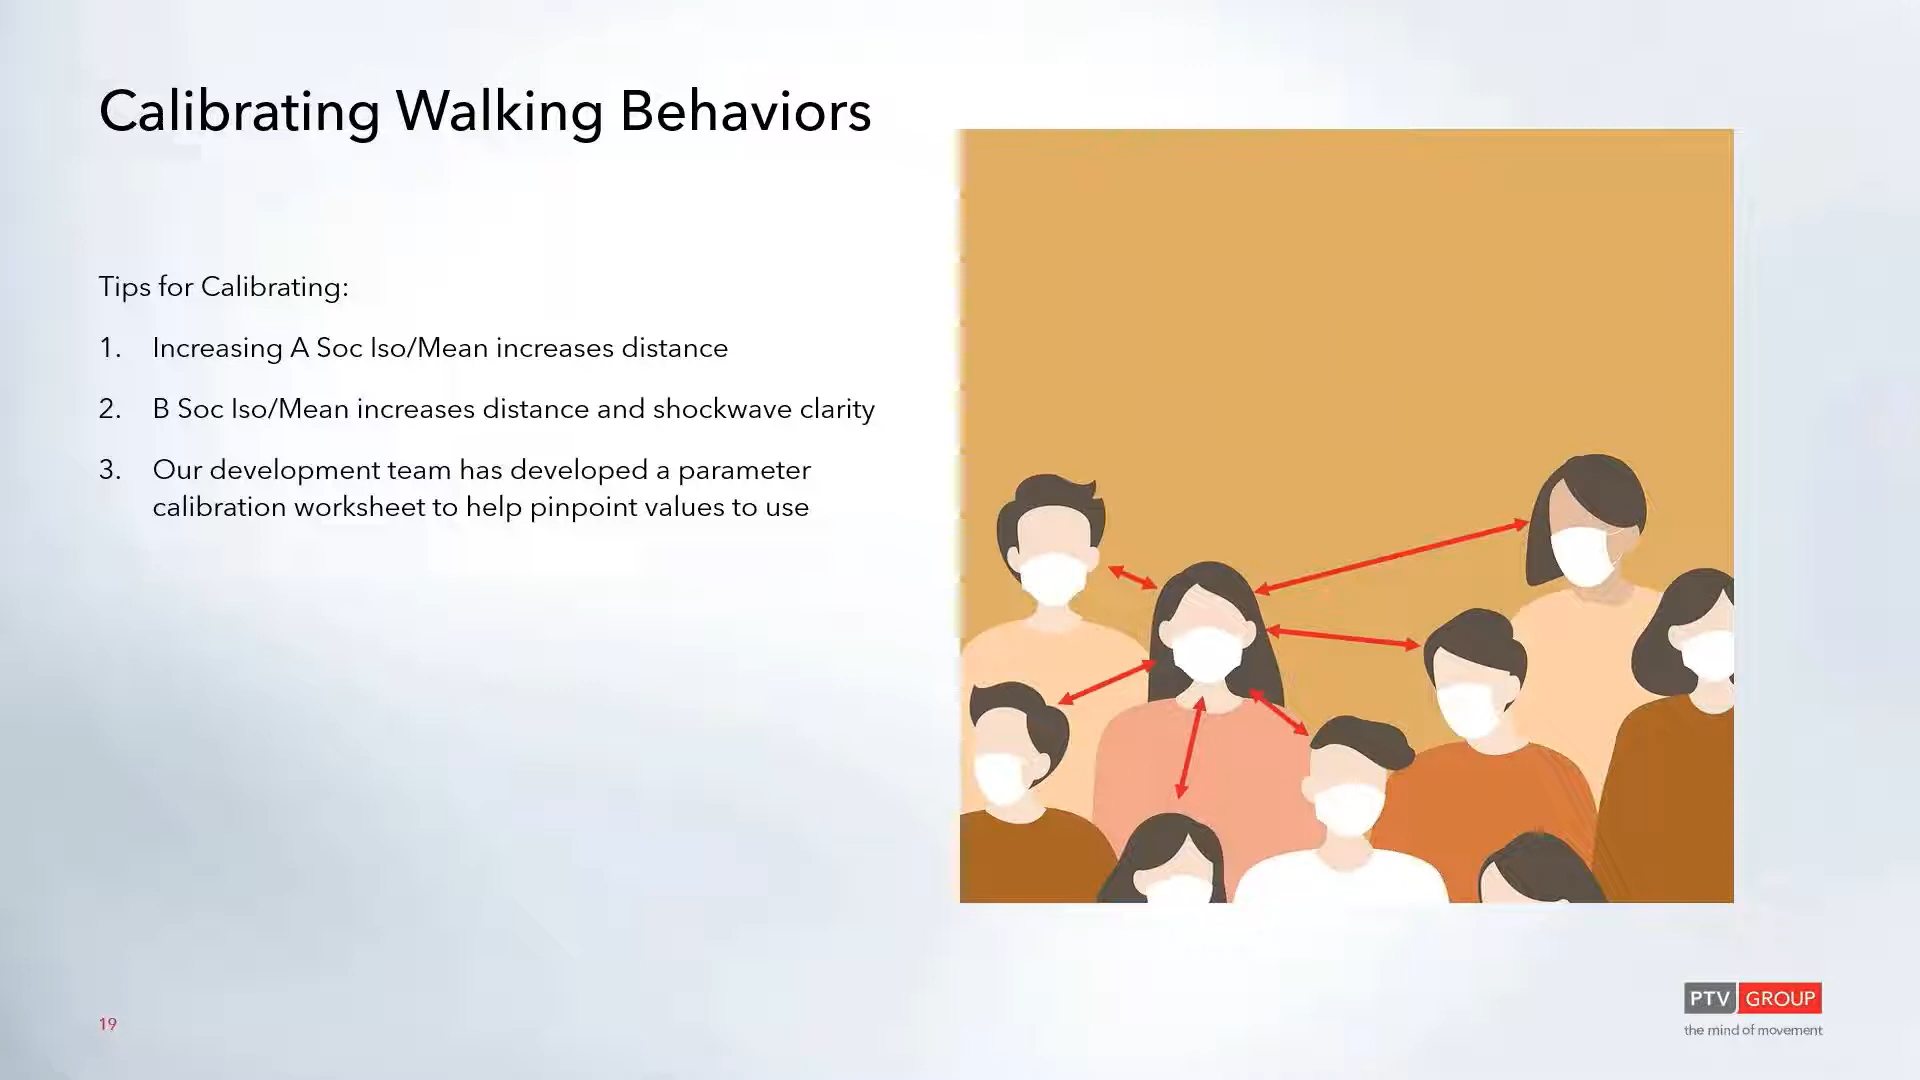 Calibrating Walking Behaviors
Tips for Calibrating:
1. Increasing A Soc Iso/Mean increases distance
2. B Soc Iso/Mean increases distance and shockwave clarity
3. Our development team has developed a parameter
calibration worksheet to help pinpoint values to use
19
PTV GROUP
the mind of movement